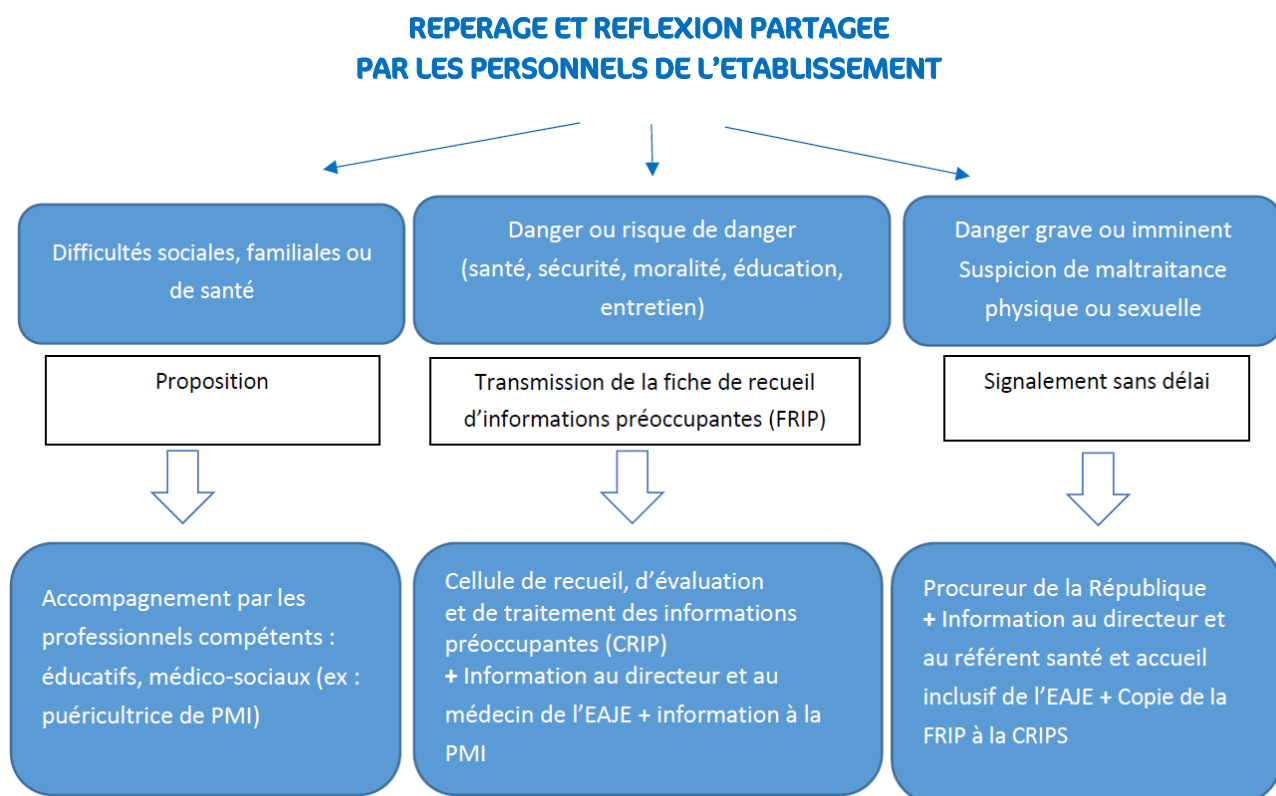 REPERAGE ET REFLEXION PARTAGEE
PAR LES PERSONNELS DE L’ETABLISSEMENT
Difficultés sociales, familiales ou
de santé
Danger ou risque de danger
(santé, sécurité, moralité, éducation,
entretien)
Danger grave ou imminent
Suspicion de maltraitance
physique ou sexuelle
Proposition
Transmission de la fiche de recueil
d’informations préoccupantes (FRIP)
Signalement sans délai
Accompagnement par les
professionnels compétents :
éducatifs, médico-sociaux (ex :
puéricultrice de PMI)
Cellule de recueil, d’évaluation
et de traitement des informations
préoccupantes (CRIP)
+ Information au directeur et au
médecin de l’EAJE + information à la
PMI
Procureur de la République
+ Information au directeur et
au référent santé et accueil
inclusif de l’EAJE + Copie de la
FRIP à la CRIPS